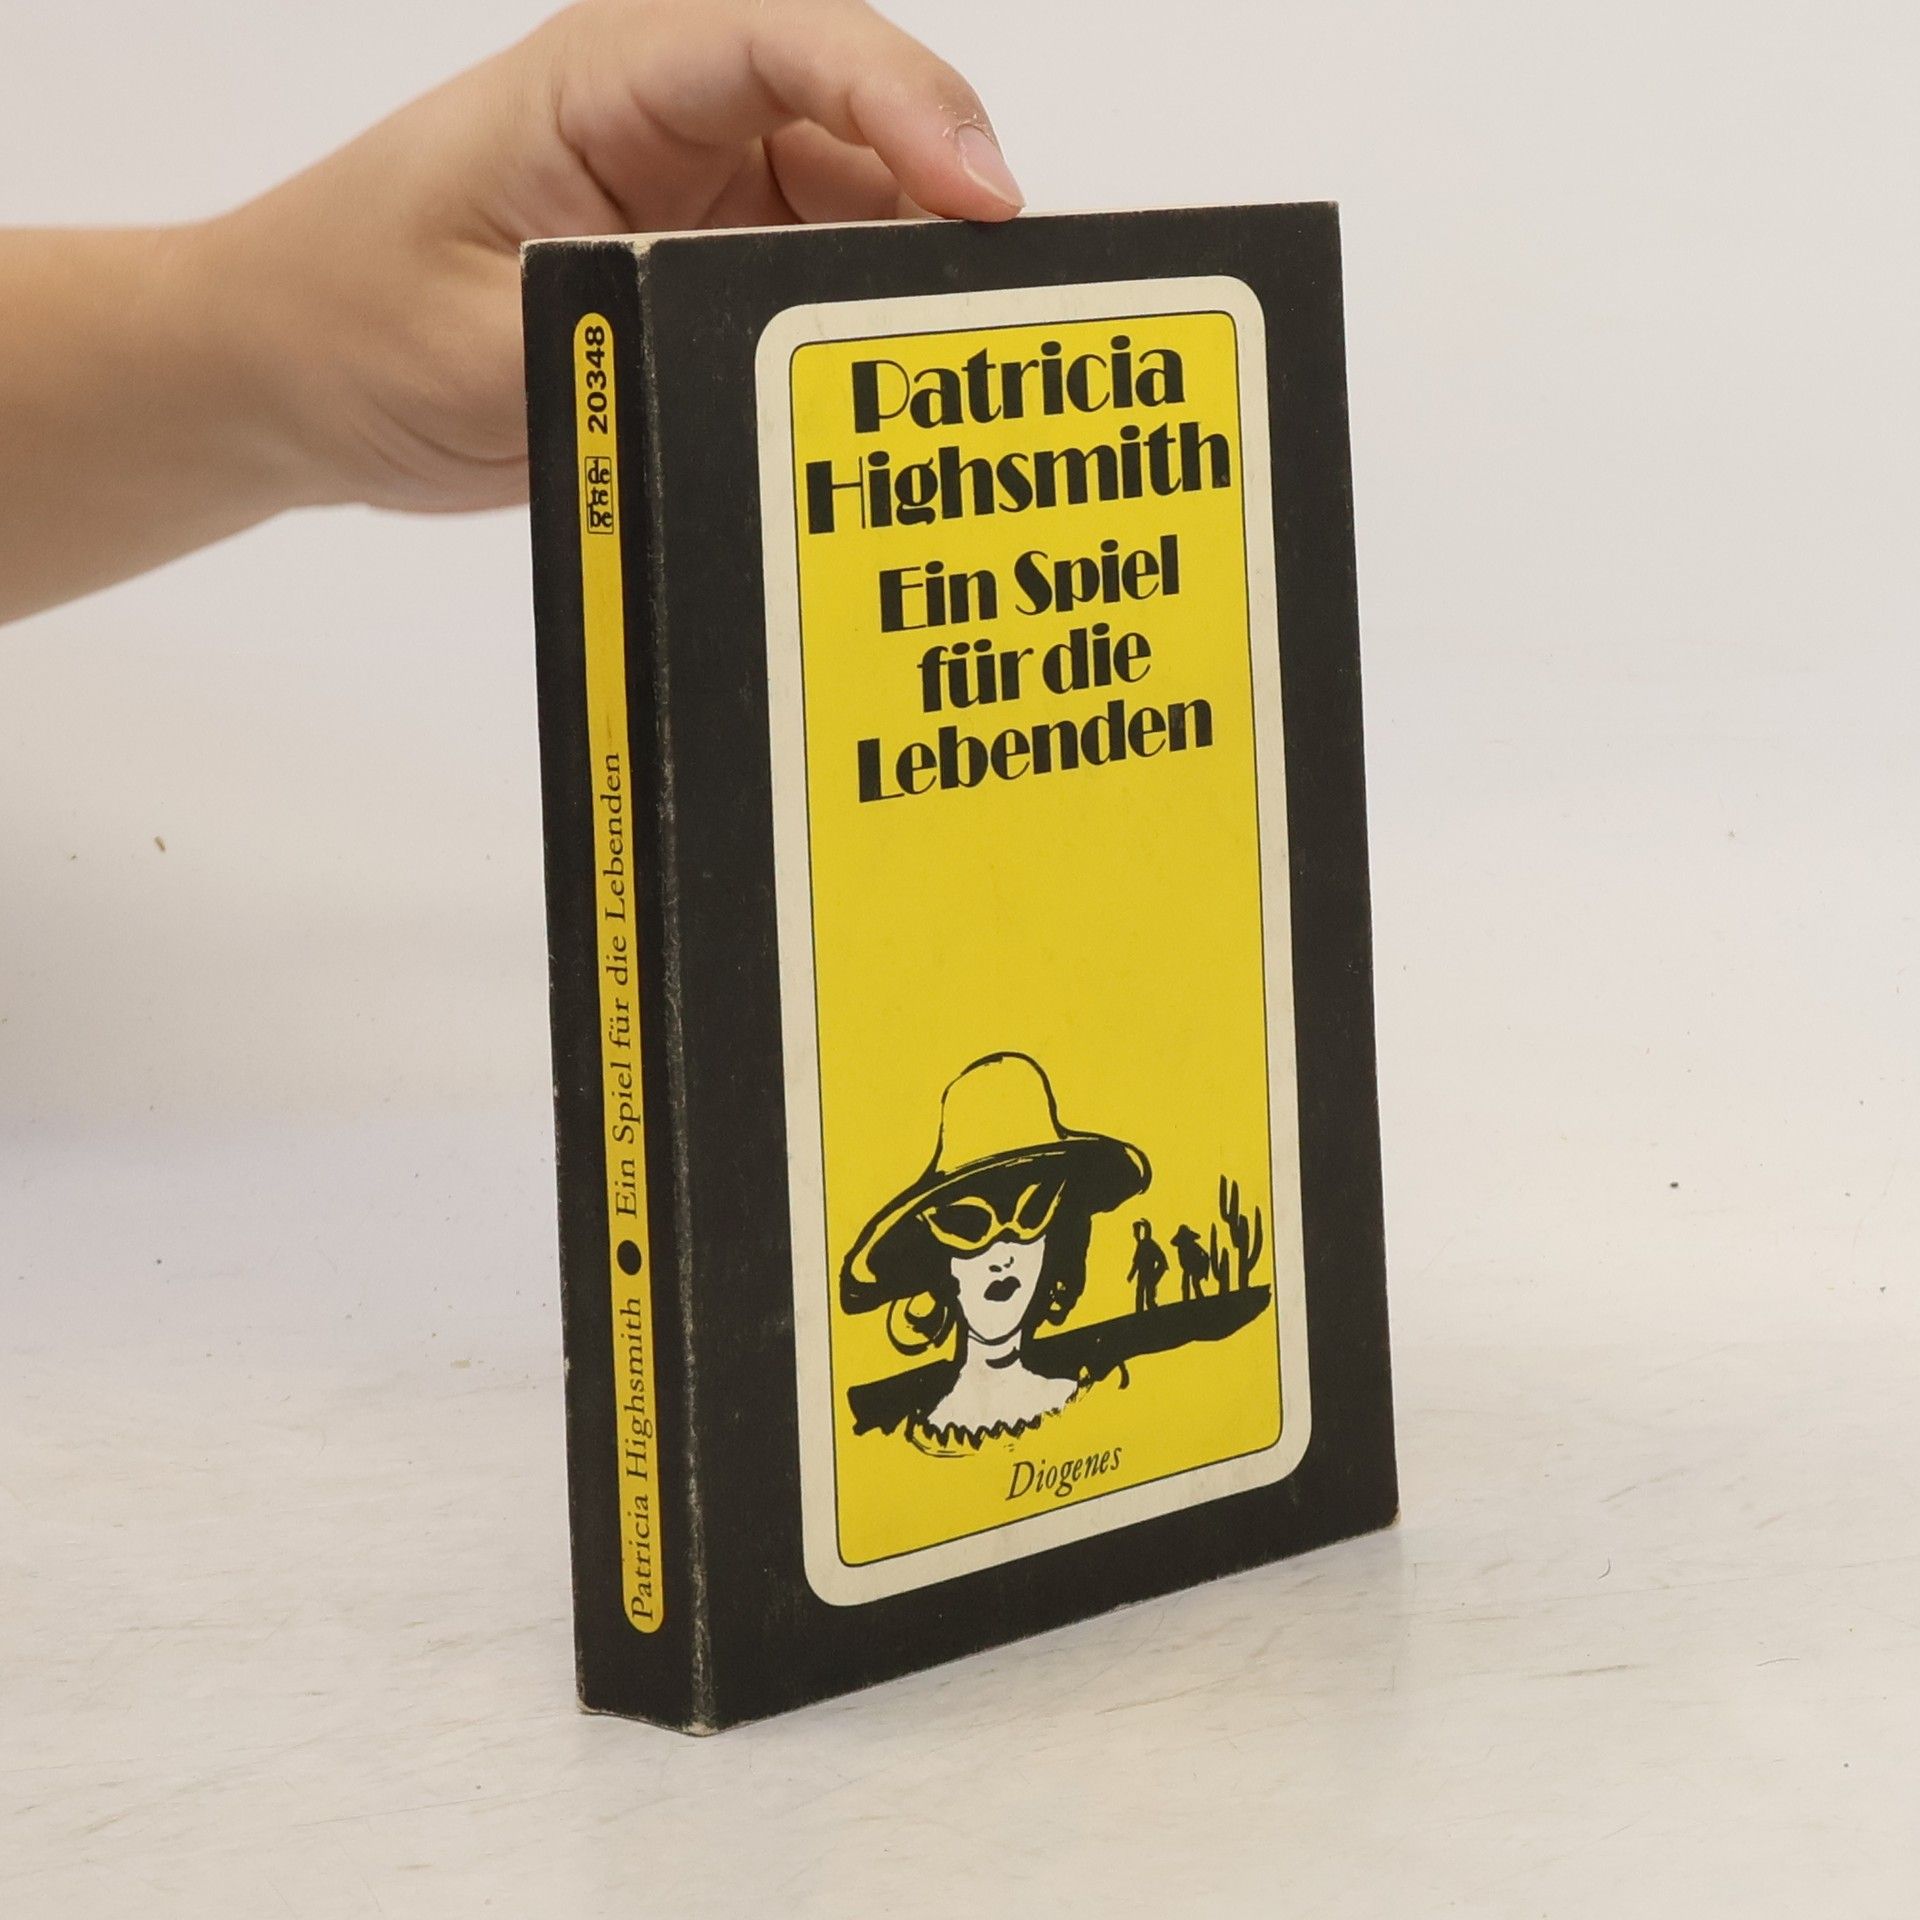 Patricia
Highsmith
Ein Spiel
für die
Lebenden
Diogenes
Patricia Highsmith ● Ein Spiel für die Lebenden
20348